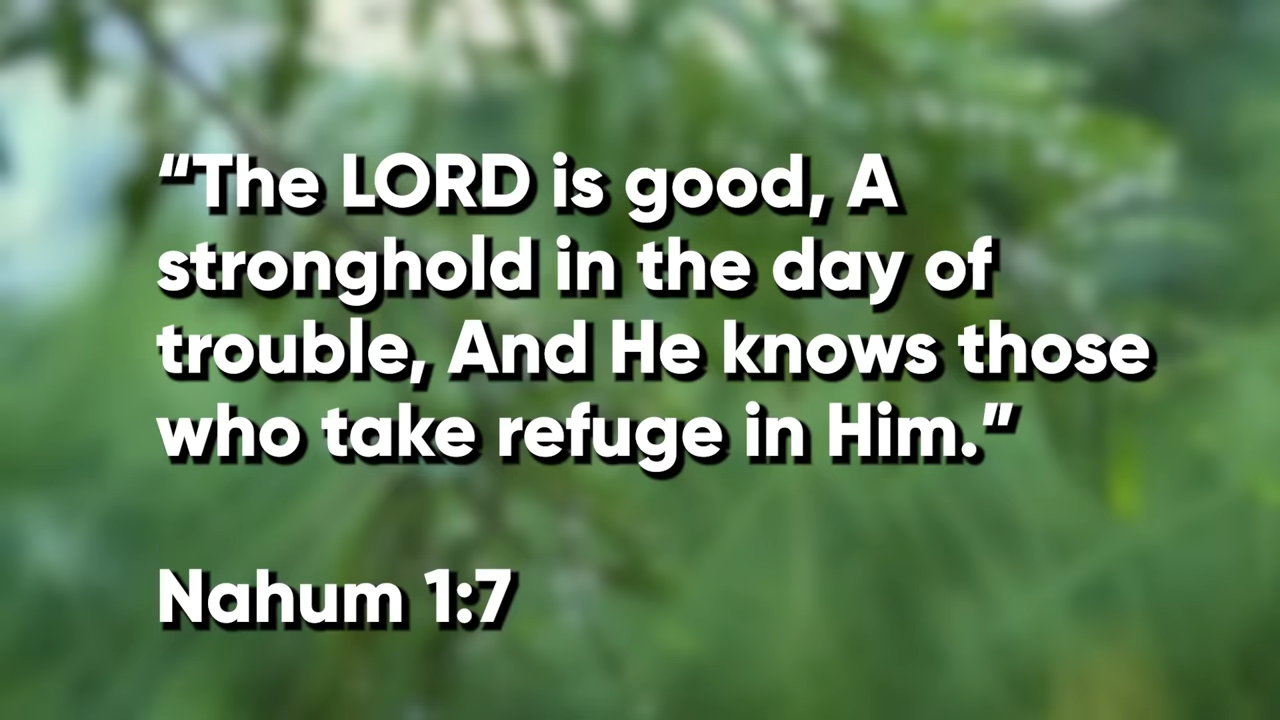 “The LORD is good, A
stronghold in the day of
trouble, And He knows those
who take refuge in Him.”
Nahum 1:7